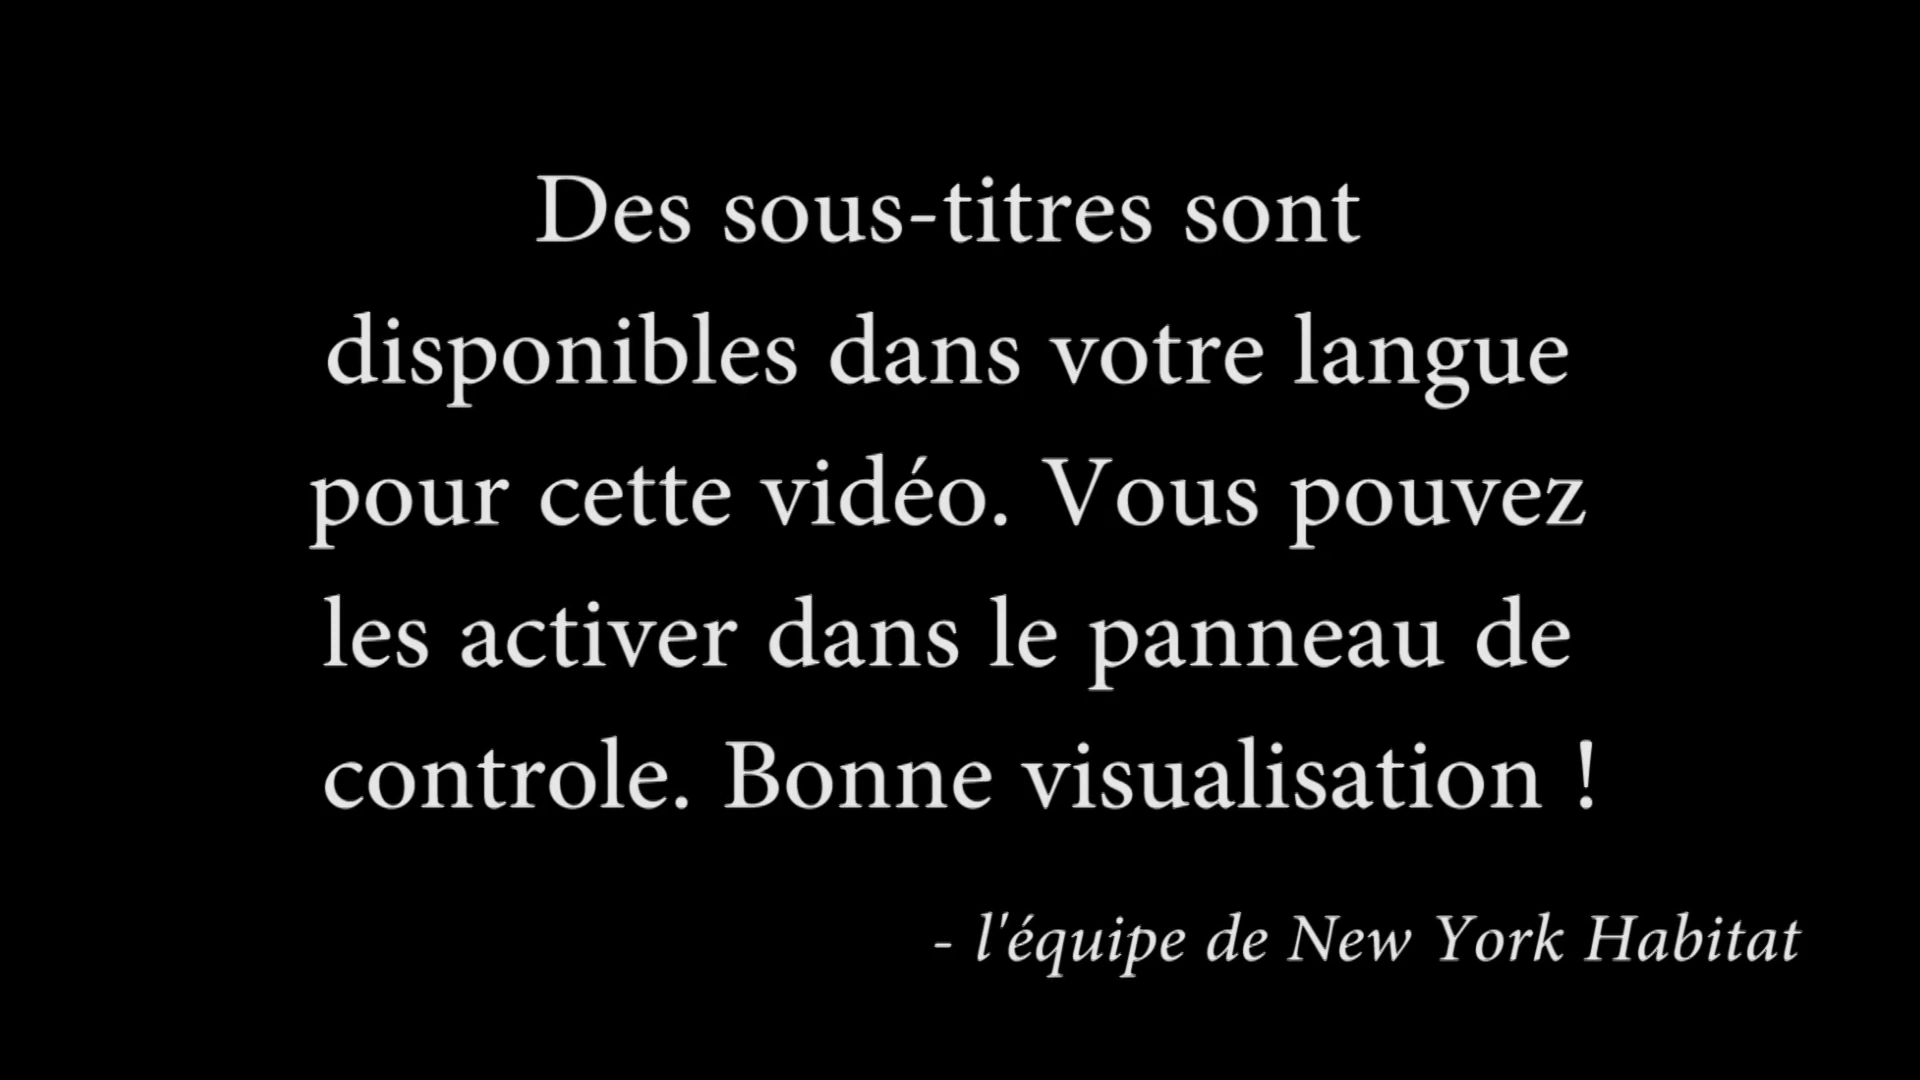 Des sous-titres sont
disponibles dans votre langue
pour cette vidéo. Vous pouvez
les activer dans le panneau de
controle. Bonne visualisation !
- l'équipe de New York Habitat